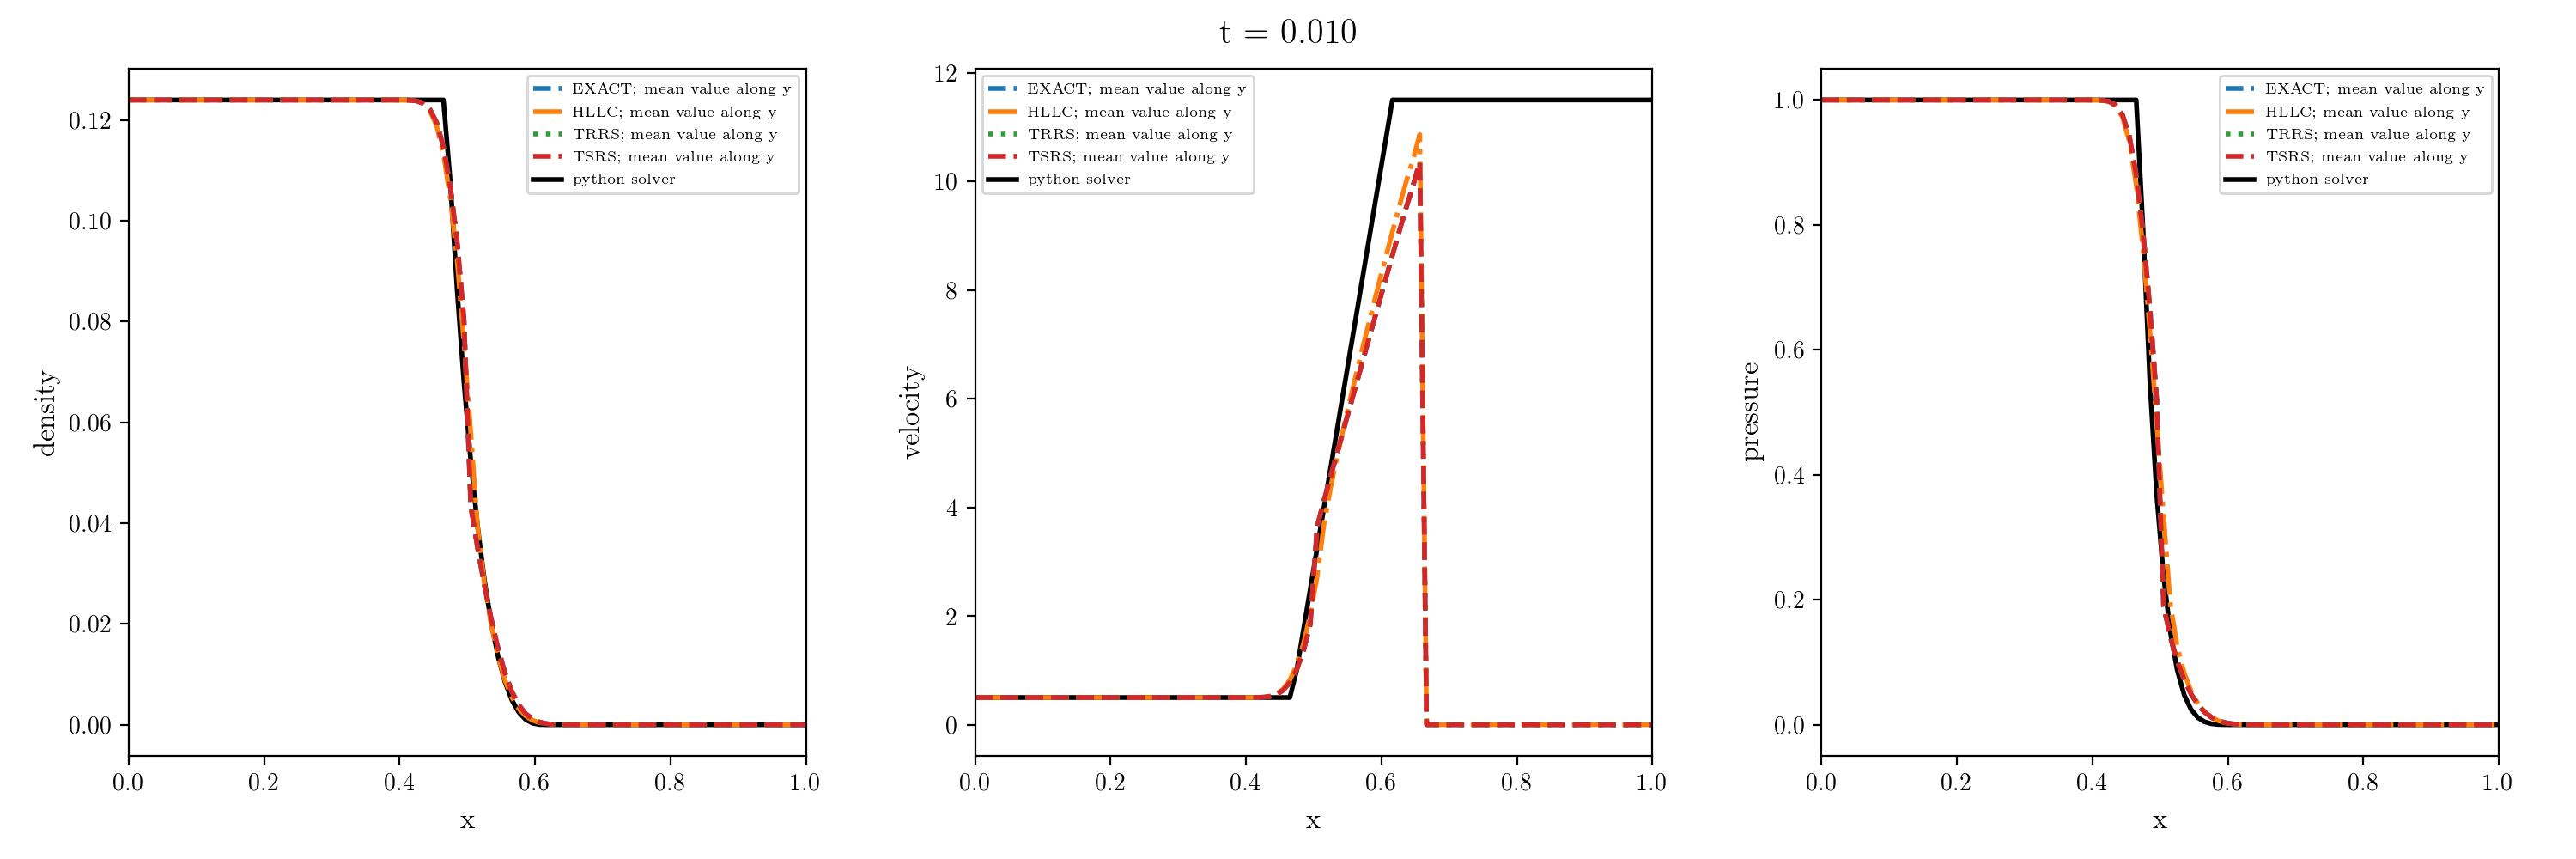 t = 0.010
density
0.12
0.10
0.08
0.06
0.04
0.02
0.00
EXACT; mean value along y
HLLC; mean value along y
TRRS; mean value along y
TSRS; mean value along y
python solver
0.0 0.2 0.4 0.6 0.8 1.0
x
velocity
12
10
8
6
4
2
0
EXACT; mean value along y
HLLC; mean value along y
TRRS; mean value along y
TSRS; mean value along y
python solver
0.0 0.2 0.4 0.6 0.8 1.0
x
pressure
1.0
0.8
0.6
0.4
0.2
0.0
EXACT; mean value along y
HLLC; mean value along y
TRRS; mean value along y
TSRS; mean value along y
python solver
0.0 0.2 0.4 0.6 0.8 1.0
x